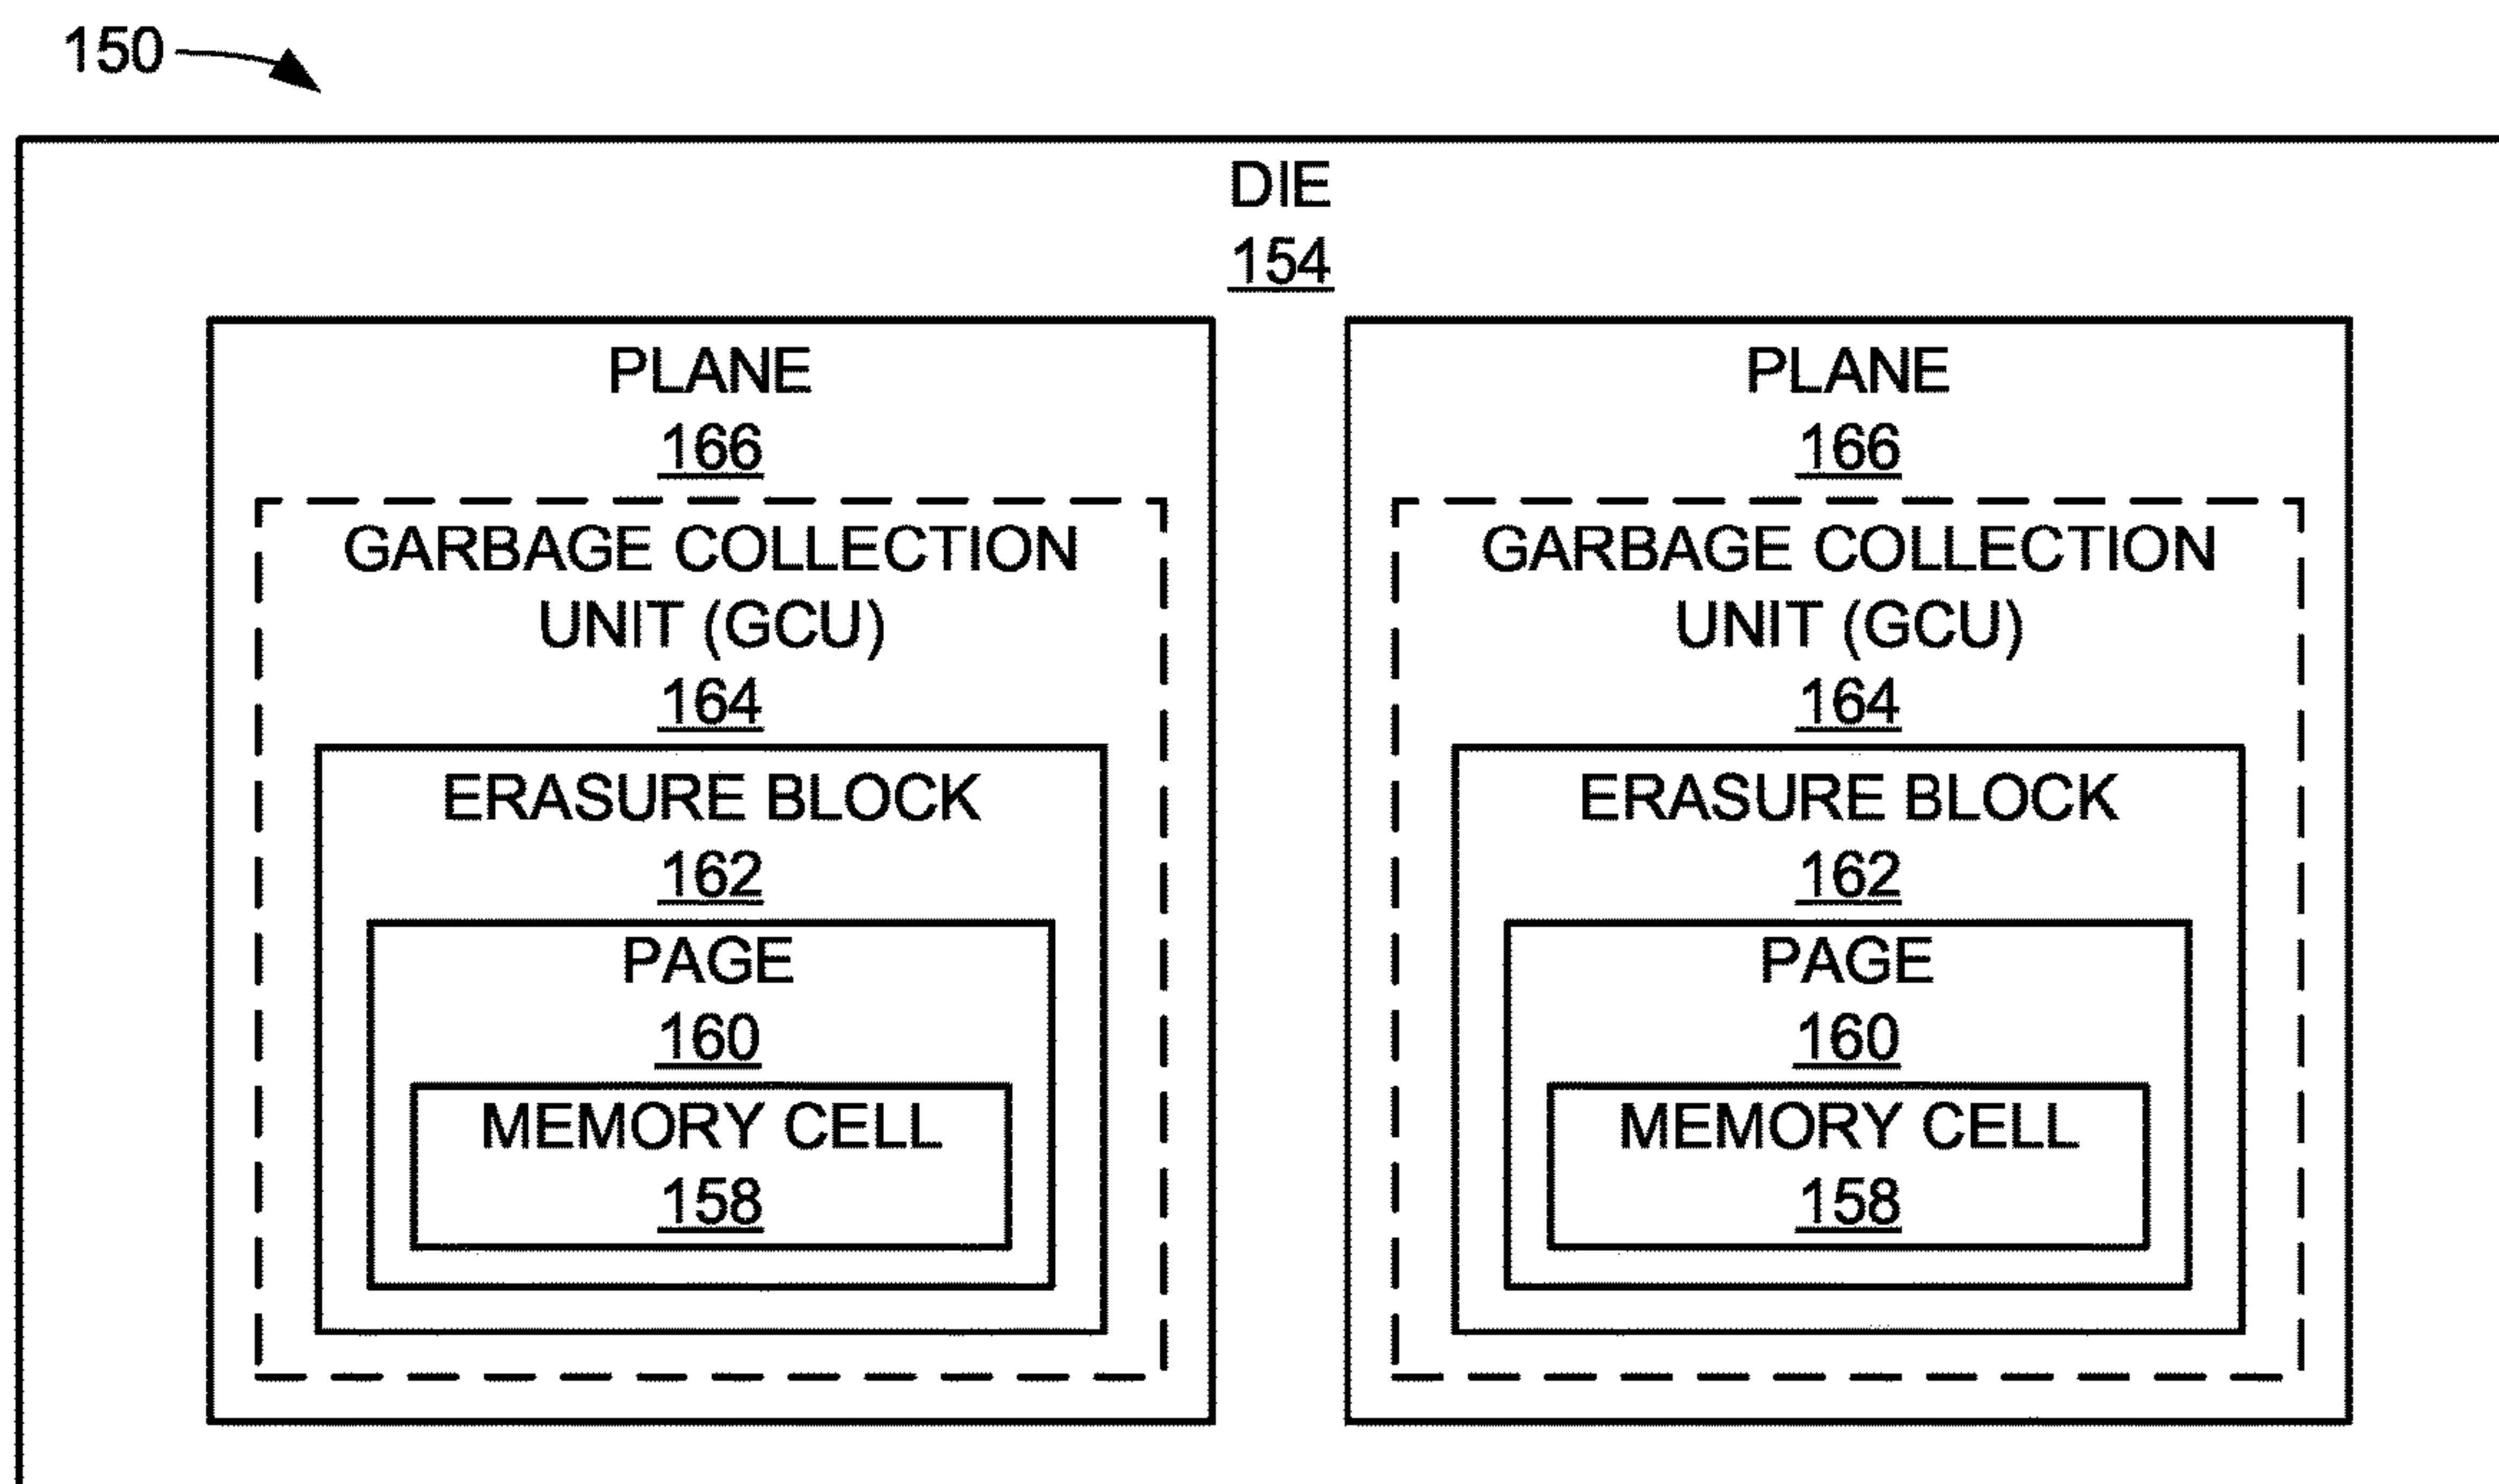 150
DIE
154
PLANE
166
GARBAGE COLLECTION
UNIT (GCU)
164
ERASURE BLOCK
162
PAGE
160
MEMORY CELL
158
PLANE
166
GARBAGE COLLECTION
UNIT (GCU)
164
ERASURE BLOCK
162
PAGE
160
MEMORY CELL
158